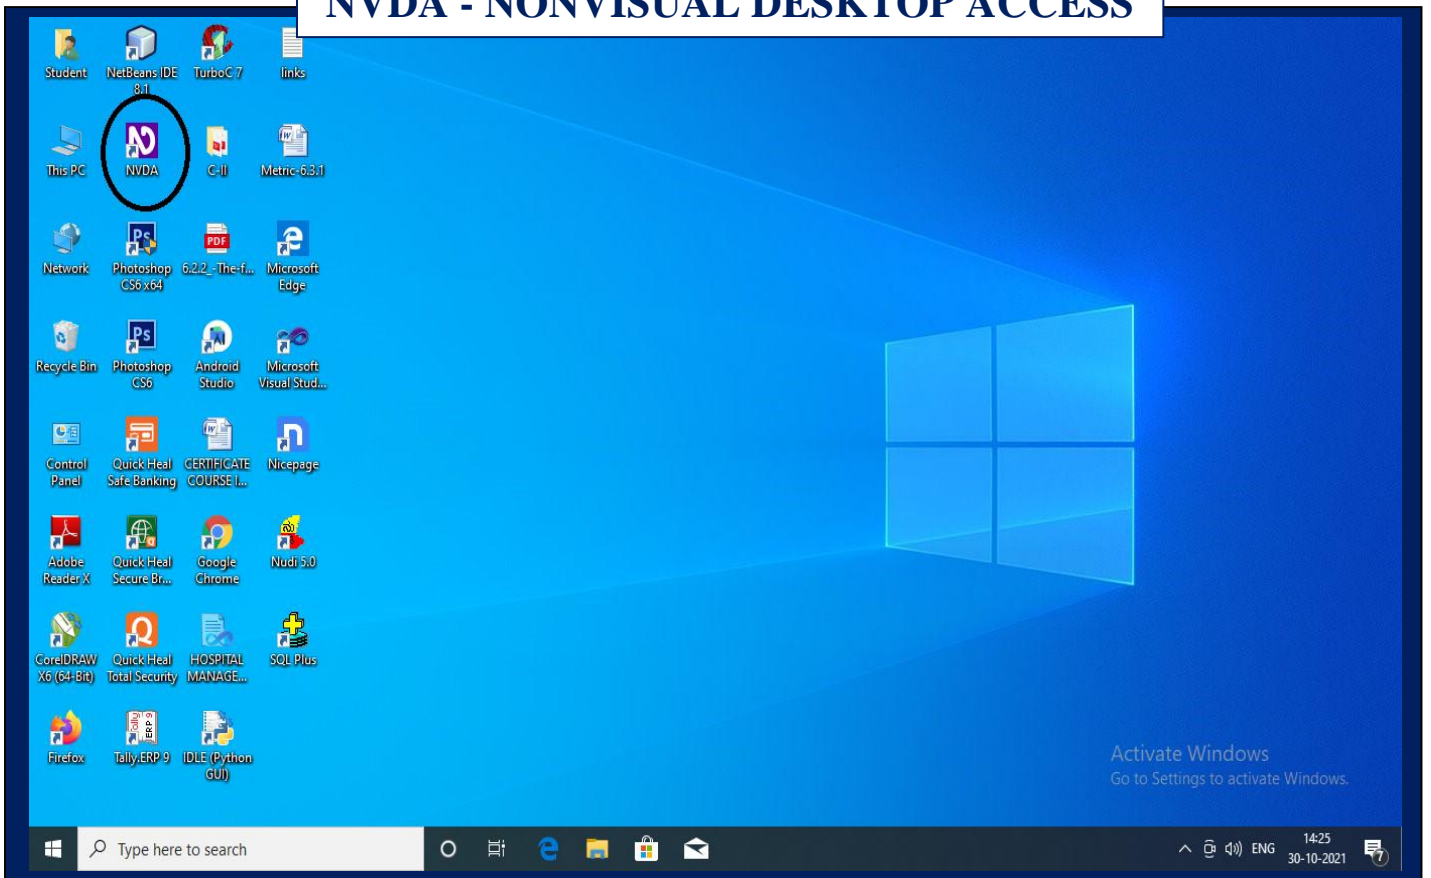 NVDA - NONVISUAL DESKTOP ACCESS
Student
NetBeans IDE
8.1
TurboC 7
links
This PC
NVDA
C-II
Metric-6.3.1
Network
Photoshop
CS6 x64
PDF
6.2.2_-The-f...
Microsoft
Edge
Recycle Bin
Photoshop
CS6
Android
Studio
Microsoft
Visual Stud...
Control
Panel
Quick Heal
Safe Banking
CERTIFICATE
COURSE I...
Nicepage
Adobe
Reader X
Quick Heal
Secure Br...
Google
Chrome
Nudi 5.0
CorelDRAW
X6 (64-Bit)
Quick Heal
Total Security
HOSPITAL
MANAGE...
SQL Plus
Firefox
Tally.ERP 9
IDLE (Python
GUI)
Activate Windows
Go to Settings to activate Windows.
Type here to search
ENG
14:25
30-10-2021
7